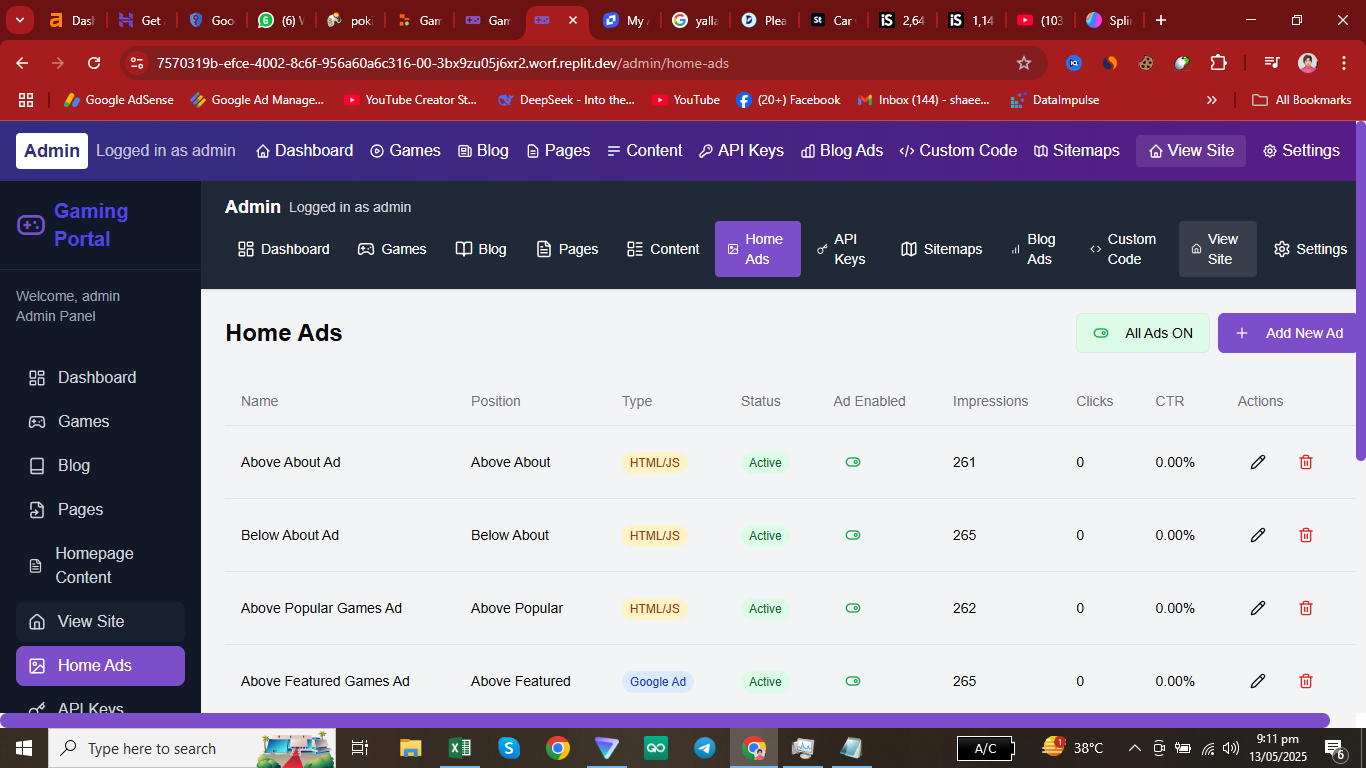 Dash
Get
Goo
(6) W
poki
Gam
Gam
My
yalla
Plea
Car
2,64
1,14
(103
Splin
7570319b-efce-4002-8c6f-956a60a6c316-00-3bx9zu05j6xr2.worf.replit.dev/admin/home-ads
Google AdSense
Google Ad Manage...
YouTube Creator St...
DeepSeek - Into the...
YouTube
(20+) Facebook
Inbox (144) - shaee...
DataImpulse
All Bookmarks
Admin
Logged in as admin
Dashboard
Games
Blog
Pages
Content
API Keys
Blog Ads
Custom Code
Sitemaps
View Site
Settings
Gaming
Portal
Welcome, admin
Admin Panel
Dashboard
Games
Blog
Pages
Homepage
Content
View Site
Home Ads
API Keys
Admin Logged in as admin
Dashboard
Games
Blog
Pages
Content
Home
Ads
API
Keys
Sitemaps
Blog
Ads
Custom
Code
View
Site
Settings
Home Ads
All Ads ON
Add New Ad
Name Position Type Status Ad Enabled Impressions Clicks CTR Actions
Above About Ad Above About HTML/JS Active 261 0 0.00%
Below About Ad Below About HTML/JS Active 265 0 0.00%
Above Popular Games Ad Above Popular HTML/JS Active 262 0 0.00%
Above Featured Games Ad Above Featured Google Ad Active 265 0 0.00%
Type here to search
A/C
38°C
9:11 pm
13/05/2025
6